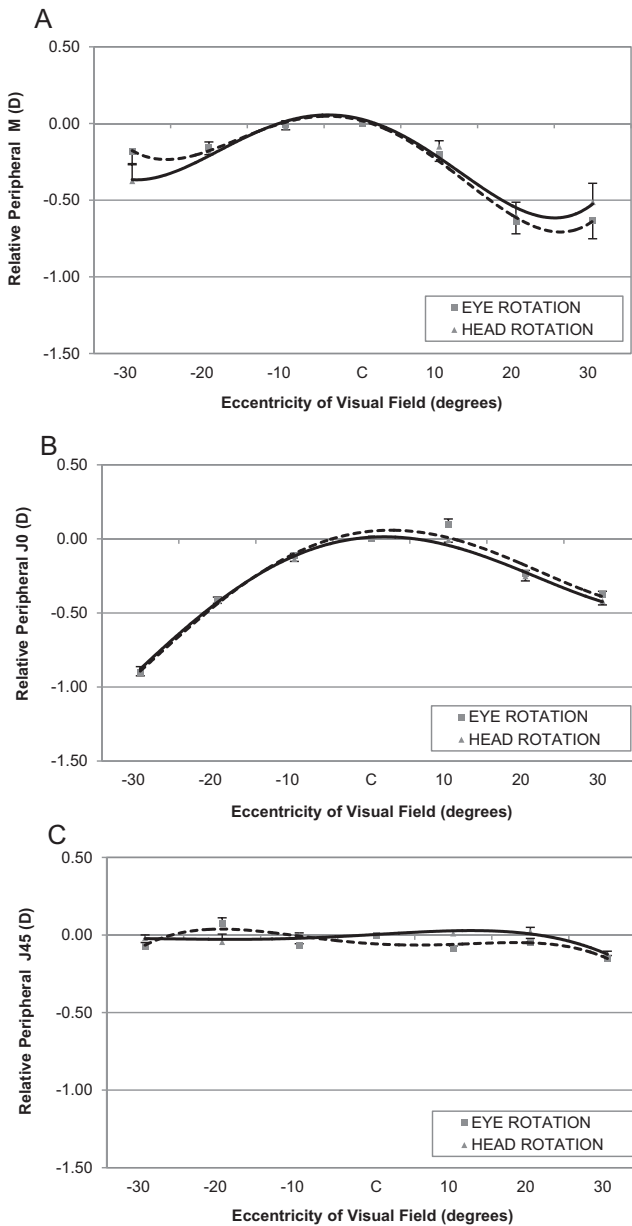 A
0.50
0.00
-0.50
-1.00
-1.50
Relative Peripheral M (D)
EYE ROTATION
HEAD ROTATION
-30 -20 -10 C 10 20 30
Eccentricity of Visual Field (degrees)
B
0.50
0.00
-0.50
-1.00
-1.50
Relative Peripheral J0 (D)
EYE ROTATION
HEAD ROTATION
-30 -20 -10 C 10 20 30
Eccentricity of Visual Field (degrees)
C
0.50
0.00
-0.50
-1.00
-1.50
Relative Peripheral J45 (D)
EYE ROTATION
HEAD ROTATION
-30 -20 -10 C 10 20 30
Eccentricity of Visual Field (degrees)